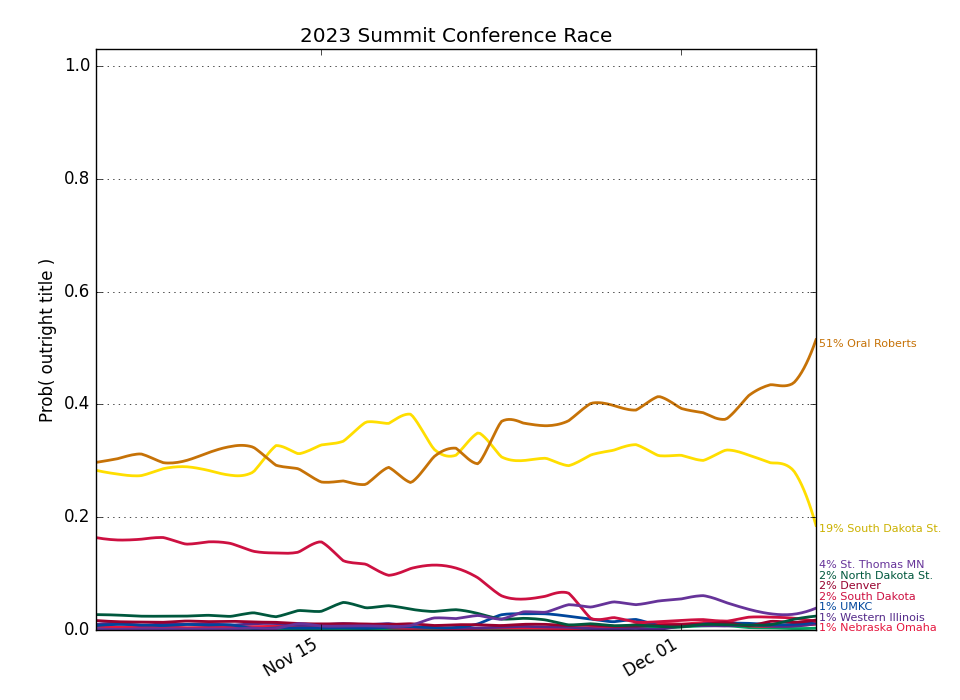 2023 Summit Conference Race
Prob( outright title )
1.0
0.8
0.6
0.4
0.2
0.0
Nov 15
Dec 01
51% Oral Roberts
19% South Dakota St.
4% St. Thomas MN
2% North Dakota St.
2% Denver
2% South Dakota
1% UMKC
1% Western Illinois
1% Nebraska Omaha